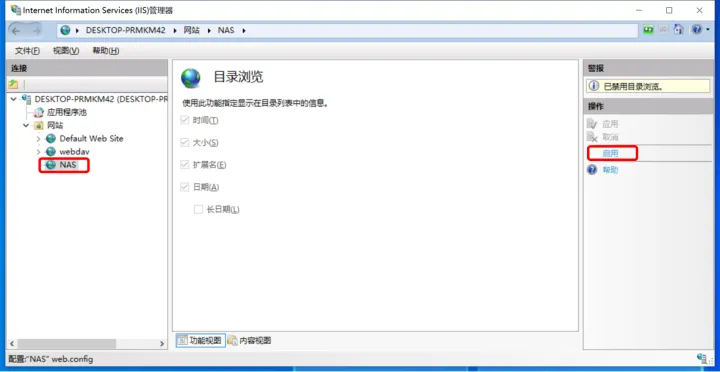 Internet Information Services (IIS)管理器
DESKTOP-PRMKM42 ▸ 网站 ▸ NAS ▸
文件(F) 视图(V) 帮助(H)
连接
DESKTOP-PRMKM42 (DESKTOP-PR
应用程序池
网站
Default Web Site
webdav
NAS
目录浏览
使用此功能指定显示在目录列表中的信息。
时间(T)
大小(S)
扩展名(E)
日期(A)
长日期(L)
功能视图 内容视图
警报
已禁用目录浏览。
操作
应用
取消
启用
帮助
配置:"NAS" web.config